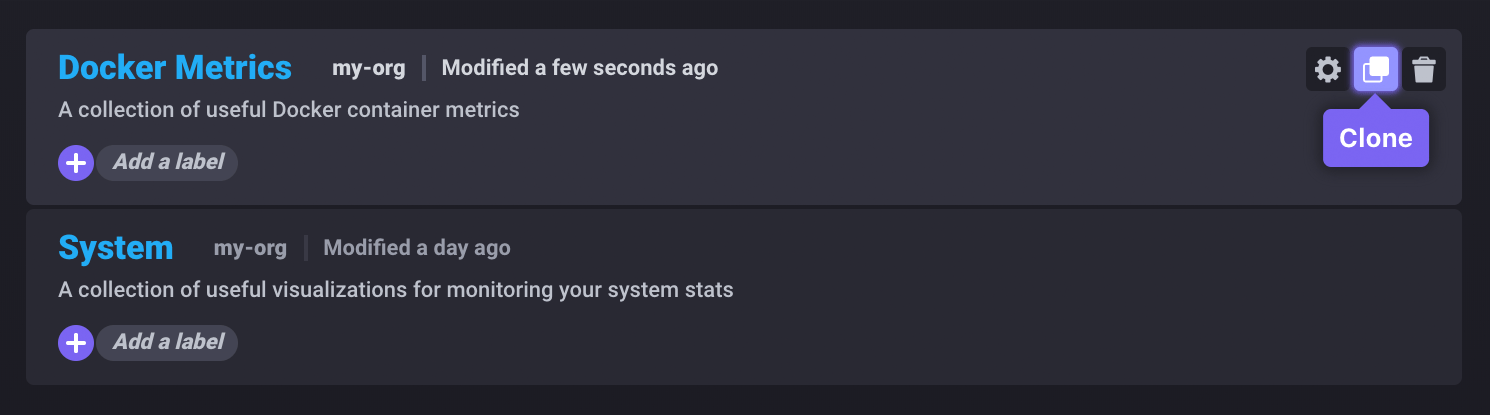 Docker Metrics my-org Modified a few seconds ago
A collection of useful Docker container metrics
Clone
Add a label
System my-org Modified a day ago
A collection of useful visualizations for monitoring your system stats
Add a label